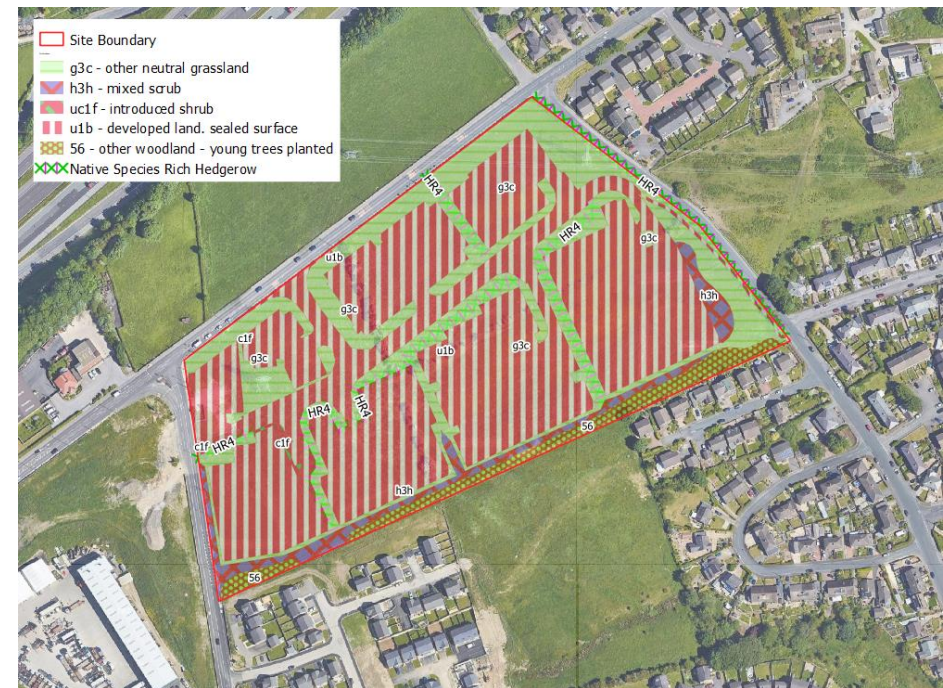 Site Boundary
g3c - other neutral grassland
h3h - mixed scrub
uc1f - introduced shrub
u1b - developed land. sealed surface
56 - other woodland - young trees planted
Native Species Rich Hedgerow
HR4
g3c
HR4
HR4
g3c
u1b
h3h
g3c
c1f
g3c
u1b
g3c
HR4
HR4
56
c1f
HR4
c1f
h3h
56